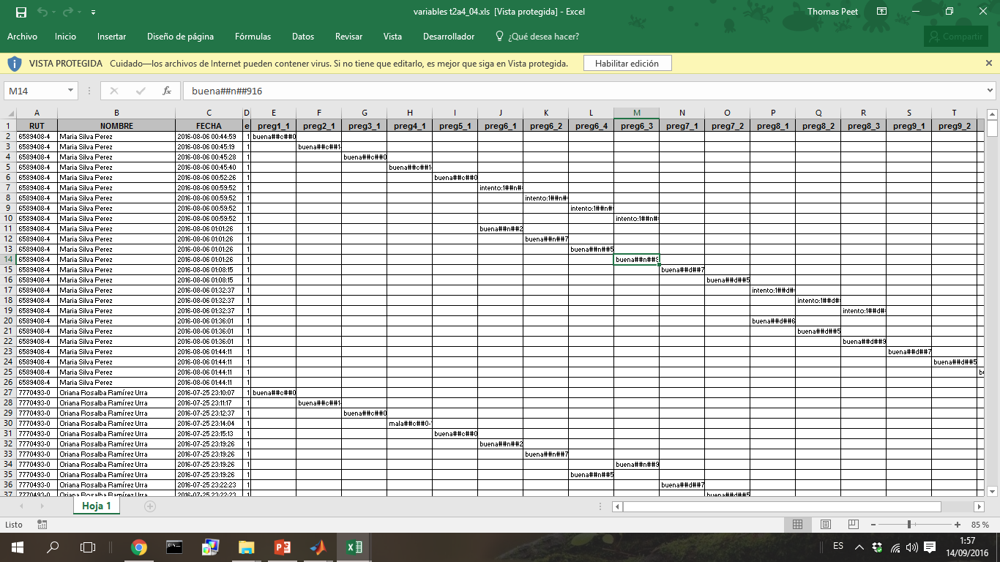 variables t2a4_04.xls [Vista protegida] - Excel
Thomas Peet
Archivo Inicio Insertar Diseño de página Fórmulas Datos Revisar Vista Desarrollador ¿Qué desea hacer? Compartir
VISTA PROTEGIDA Cuidado—los archivos de Internet pueden contener virus. Si no tiene que editarlo, es mejor que siga en Vista protegida. Habilitar edición
M14 fx buena##n##916
A B C D E F G H I J K L M N O P Q R S T
1 RUT NOMBRE FECHA e preg1_1 preg2_1 preg3_1 preg4_1 preg5_1 preg6_1 preg6_2 preg6_4 preg6_3 preg7_1 preg7_2 preg8_1 preg8_2 preg8_3 preg9_1 preg9_2
2 6589408-4 Maria Silva Perez 2016-08-06 00:44:59 1 buena##c##0
3 6589408-4 Maria Silva Perez 2016-08-06 00:45:19 1 buena##c##1-
4 6589408-4 Maria Silva Perez 2016-08-06 00:45:28 1 buena##c##0
5 6589408-4 Maria Silva Perez 2016-08-06 00:45:40 1 buena##c##1-
6 6589408-4 Maria Silva Perez 2016-08-06 00:52:26 1 buena##c##0
7 6589408-4 Maria Silva Perez 2016-08-06 00:59:52 1 intento:1##n#
8 6589408-4 Maria Silva Perez 2016-08-06 00:59:52 1 intento:1##n#
9 6589408-4 Maria Silva Perez 2016-08-06 00:59:52 1 intento:1##n#
10 6589408-4 Maria Silva Perez 2016-08-06 00:59:52 1 intento:1##n#
11 6589408-4 Maria Silva Perez 2016-08-06 01:01:26 1 buena##n##2
12 6589408-4 Maria Silva Perez 2016-08-06 01:01:26 1 buena##n##7
13 6589408-4 Maria Silva Perez 2016-08-06 01:01:26 1 buena##n##5
14 6589408-4 Maria Silva Perez 2016-08-06 01:01:26 1 buena##n##9
15 6589408-4 Maria Silva Perez 2016-08-06 01:08:15 1 buena##d##7
16 6589408-4 Maria Silva Perez 2016-08-06 01:08:15 1 buena##d##5
17 6589408-4 Maria Silva Perez 2016-08-06 01:32:37 1 intento:1##d#
18 6589408-4 Maria Silva Perez 2016-08-06 01:32:37 1 intento:1##d#
19 6589408-4 Maria Silva Perez 2016-08-06 01:32:37 1 intento:1##d#
20 6589408-4 Maria Silva Perez 2016-08-06 01:36:01 1 buena##d##6
21 6589408-4 Maria Silva Perez 2016-08-06 01:36:01 1 buena##d##5
22 6589408-4 Maria Silva Perez 2016-08-06 01:36:01 1 buena##d##9
23 6589408-4 Maria Silva Perez 2016-08-06 01:44:11 1 buena##d##7
24 6589408-4 Maria Silva Perez 2016-08-06 01:44:11 1 buena##d##5
25 6589408-4 Maria Silva Perez 2016-08-06 01:44:11 1
26 6589408-4 Maria Silva Perez 2016-08-06 01:44:11 1
27 7770493-0 Oriana Rosalba Ramírez Urra 2016-07-25 23:10:07 1 buena##c##0
28 7770493-0 Oriana Rosalba Ramírez Urra 2016-07-25 23:11:17 1 buena##c##1-
29 7770493-0 Oriana Rosalba Ramírez Urra 2016-07-25 23:12:37 1 buena##c##0
30 7770493-0 Oriana Rosalba Ramírez Urra 2016-07-25 23:14:04 1 mala##c##0-
31 7770493-0 Oriana Rosalba Ramírez Urra 2016-07-25 23:15:13 1 buena##c##0
32 7770493-0 Oriana Rosalba Ramírez Urra 2016-07-25 23:19:26 1 buena##n##2
33 7770493-0 Oriana Rosalba Ramírez Urra 2016-07-25 23:19:26 1 buena##n##7
34 7770493-0 Oriana Rosalba Ramírez Urra 2016-07-25 23:19:26 1 buena##n##9
35 7770493-0 Oriana Rosalba Ramírez Urra 2016-07-25 23:19:26 1 buena##n##5
36 7770493-0 Oriana Rosalba Ramírez Urra 2016-07-25 23:22:23 1 buena##d##7
37 7770493-0 Oriana Rosalba Ramírez Urra 2016-07-25 23:22:23 1 buena##d##5
Hoja 1
Listo 85 %
ES 1:57
14/09/2016